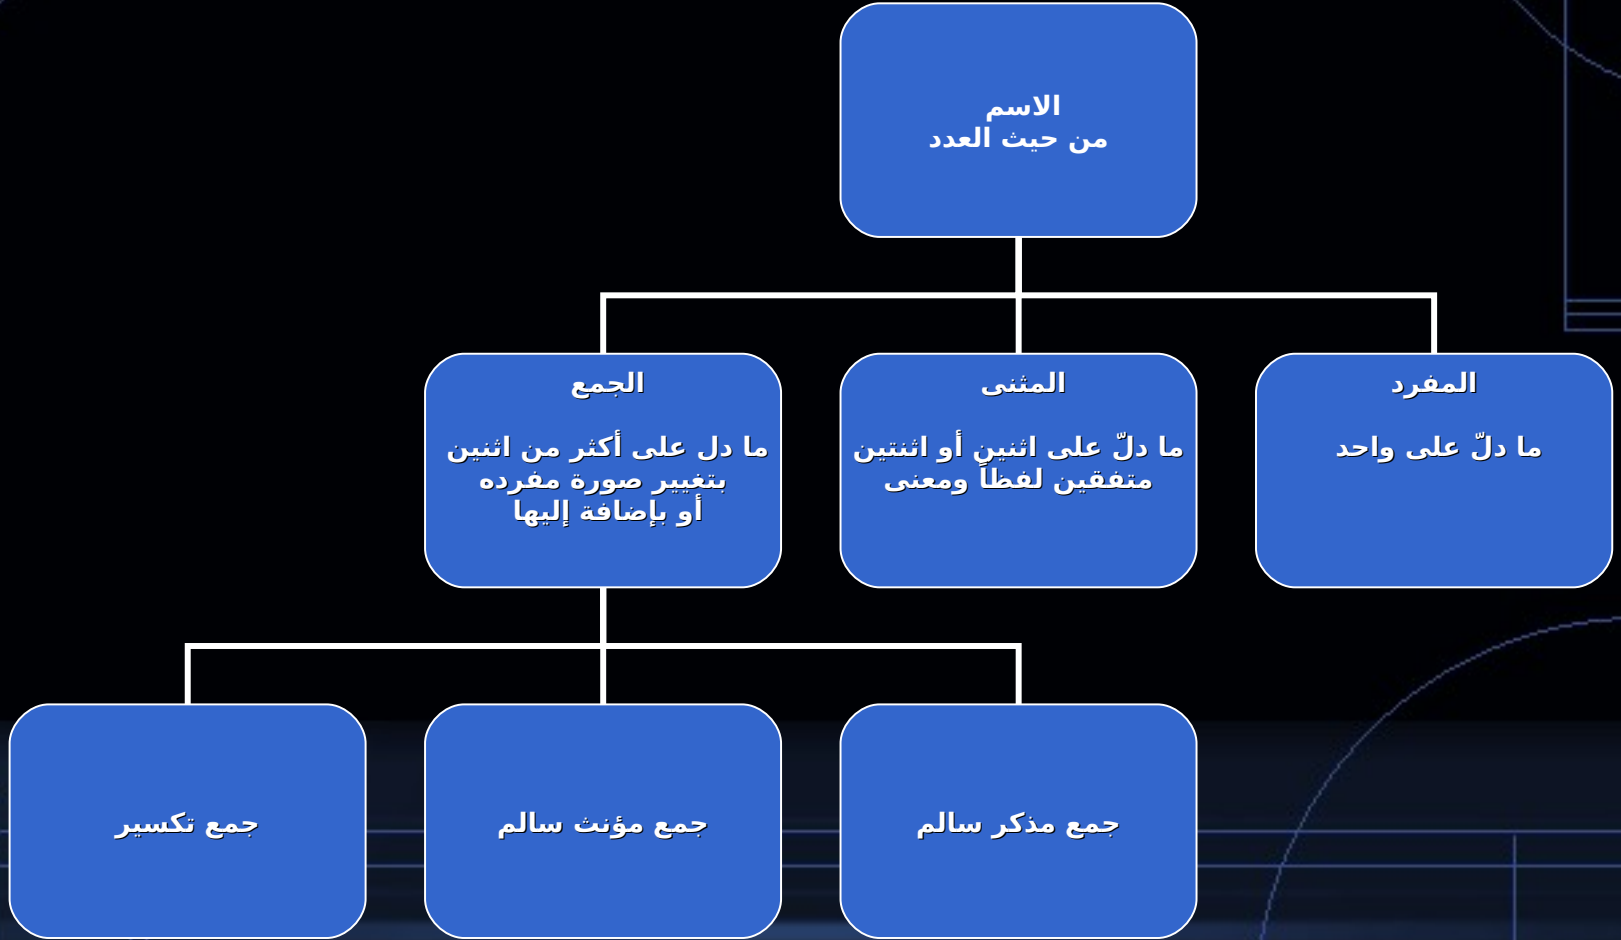 الاسم
من حيث العدد
المفرد
ما دلّ على واحد
المثنى
ما دلّ على اثنين أو اثنتين
متفقين لفظاً ومعنى
الجمع
ما دل على أكثر من اثنين
بتغيير صورة مفرده
أو بإضافة إليها
جمع مذكر سالم
جمع مؤنث سالم
جمع تكسير